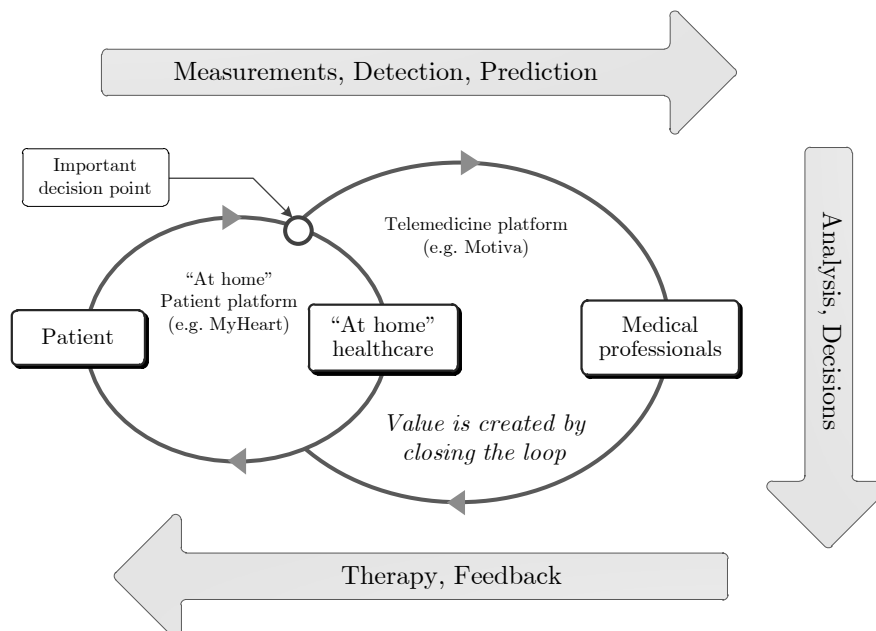 Measurements, Detection, Prediction
Important
decision point
Telemedicine platform
(e.g. Motiva)
“At home”
Patient platform
(e.g. MyHeart)
Patient
“At home”
healthcare
Medical
professionals
Analysis, Decisions
Value is created by
closing the loop
Therapy, Feedback